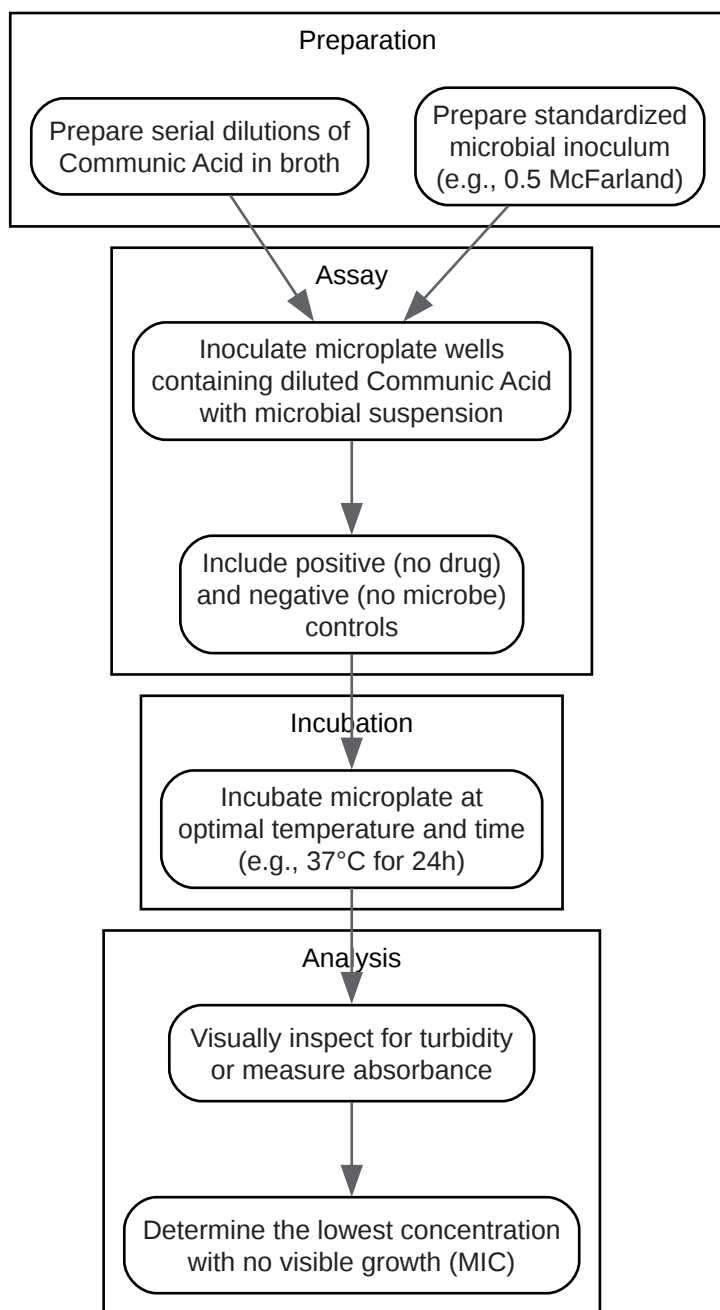 Preparation
Prepare serial dilutions of
Communic Acid in broth
Prepare standardized
microbial inoculum
(e.g., 0.5 McFarland)
Assay
Inoculate microplate wells
containing diluted Communic Acid
with microbial suspension
Include positive (no drug)
and negative (no microbe)
controls
Incubation
Incubate microplate at
optimal temperature and time
(e.g., 37°C for 24h)
Analysis
Visually inspect for turbidity
or measure absorbance
Determine the lowest concentration
with no visible growth (MIC)